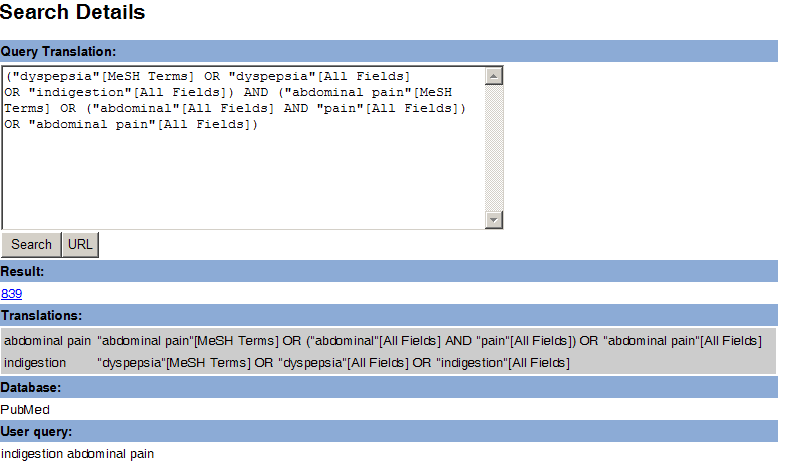 Search Details
Query Translation:
("dyspepsia"[MeSH Terms] OR "dyspepsia"[All Fields]
OR "indigestion"[All Fields]) AND ("abdominal pain"[MeSH
Terms] OR ("abdominal"[All Fields] AND "pain"[All Fields])
OR "abdominal pain"[All Fields])
Search URL
Result:
839
Translations:
abdominal pain "abdominal pain"[MeSH Terms] OR ("abdominal"[All Fields] AND "pain"[All Fields]) OR "abdominal pain"[All Fields]
indigestion "dyspepsia"[MeSH Terms] OR "dyspepsia"[All Fields] OR "indigestion"[All Fields]
Database:
PubMed
User query:
indigestion abdominal pain